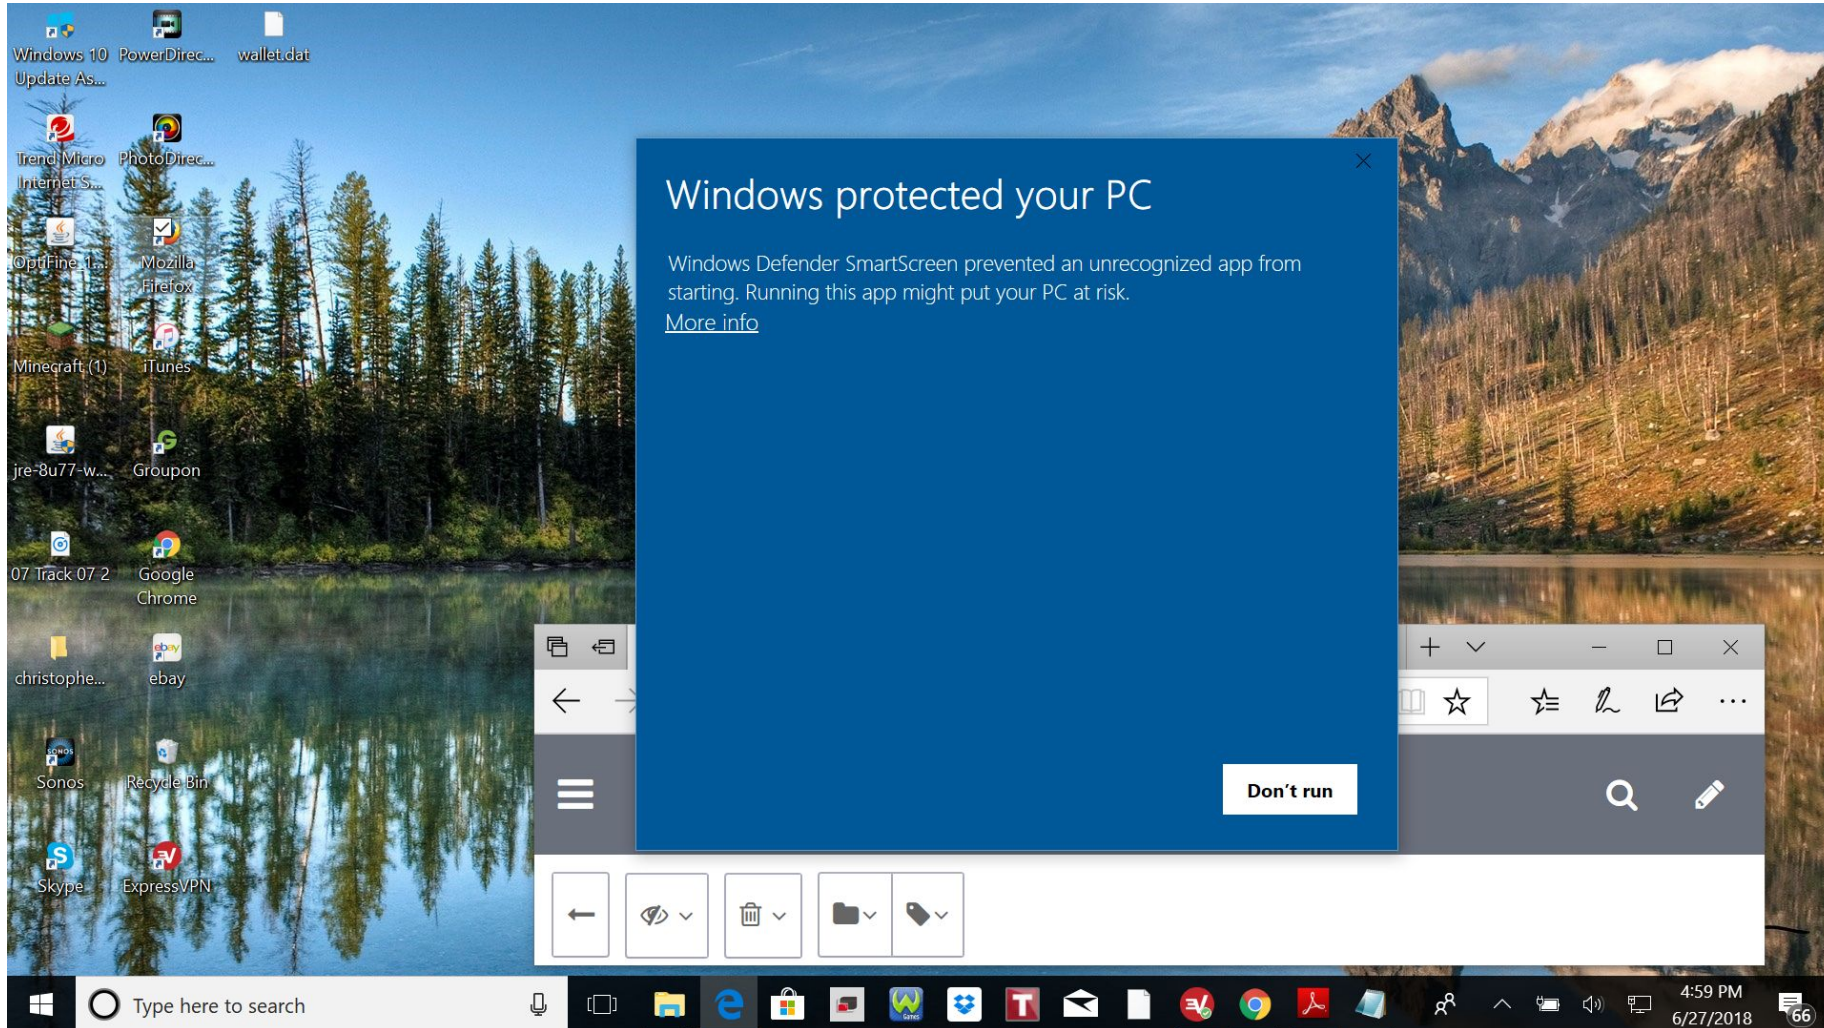 Windows 10
Update As...
PowerDirec...
wallet.dat
Trend Micro
Internet S...
PhotoDirec...
OptiFine_1...
Mozilla
Firefox
Minecraft (1)
iTunes
jre-8u77-w...
Groupon
07 Track 07 2
Google
Chrome
christophe...
ebay
ebay
SONOS
Sonos
Recycle Bin
Skype
ExpressVPN
Windows protected your PC
Windows Defender SmartScreen prevented an unrecognized app from
starting. Running this app might put your PC at risk.
More info
Don't run
Type here to search
Games
4:59 PM
6/27/2018
66